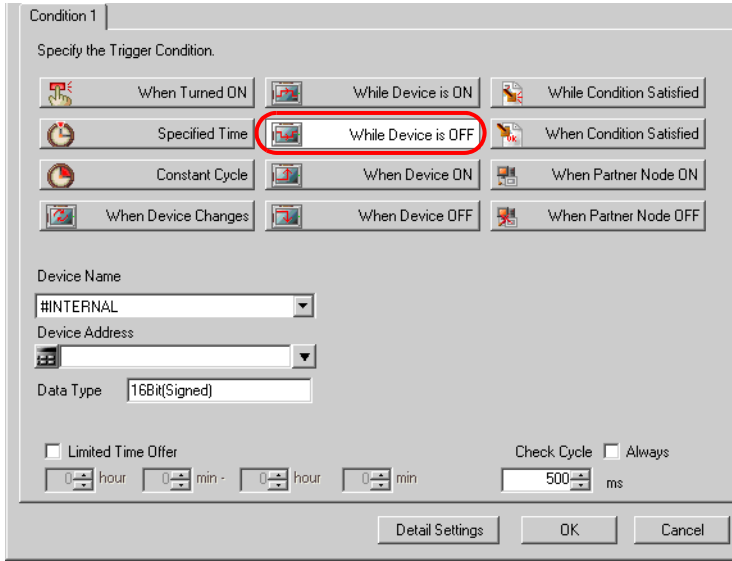 Condition 1
Specify the Trigger Condition.
When Turned ON While Device is ON While Condition Satisfied
Specified Time While Device is OFF When Condition Satisfied
Constant Cycle When Device ON When Partner Node ON
When Device Changes When Device OFF When Partner Node OFF
Device Name
#INTERNAL
Device Address
Data Type 16Bit(Signed)
Limited Time Offer Check Cycle Always
0 hour 0 min - 0 hour 0 min 500 ms
Detail Settings OK Cancel